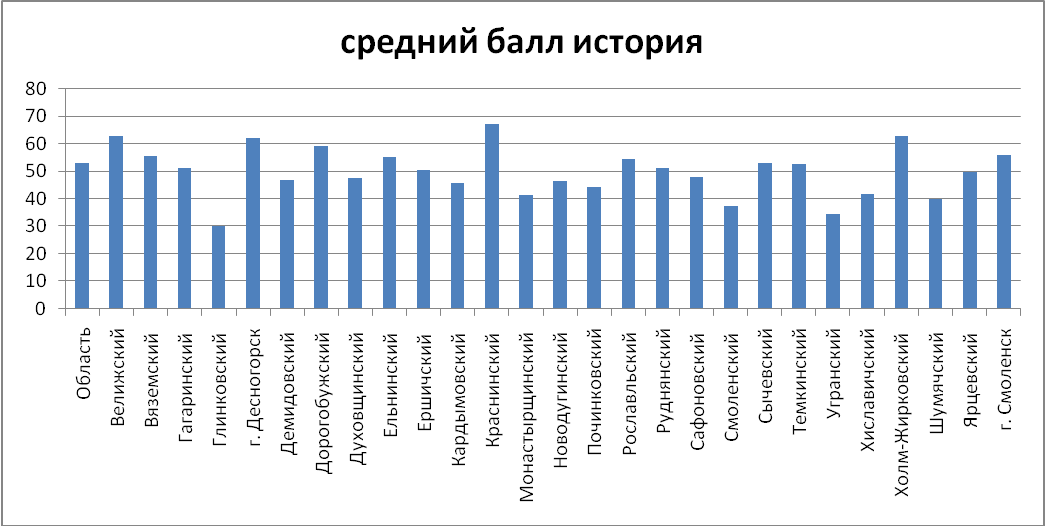 средний балл история
80
70
60
50
40
30
20
10
0
Область
Велижский
Вяземский
Гагаринский
Глинковский
г. Десногорск
Демидовский
Дорогобужский
Духовщинский
Ельнинский
Ершичский
Кардымовский
Краснинский
Монастырщинский
Новодугинский
Починковский
Рославльский
Руднянский
Сафоновский
Смоленский
Сычевский
Темкинский
Угранский
Хиславичский
Холм-Жирковский
Шумячский
Ярцевский
г. Смоленск